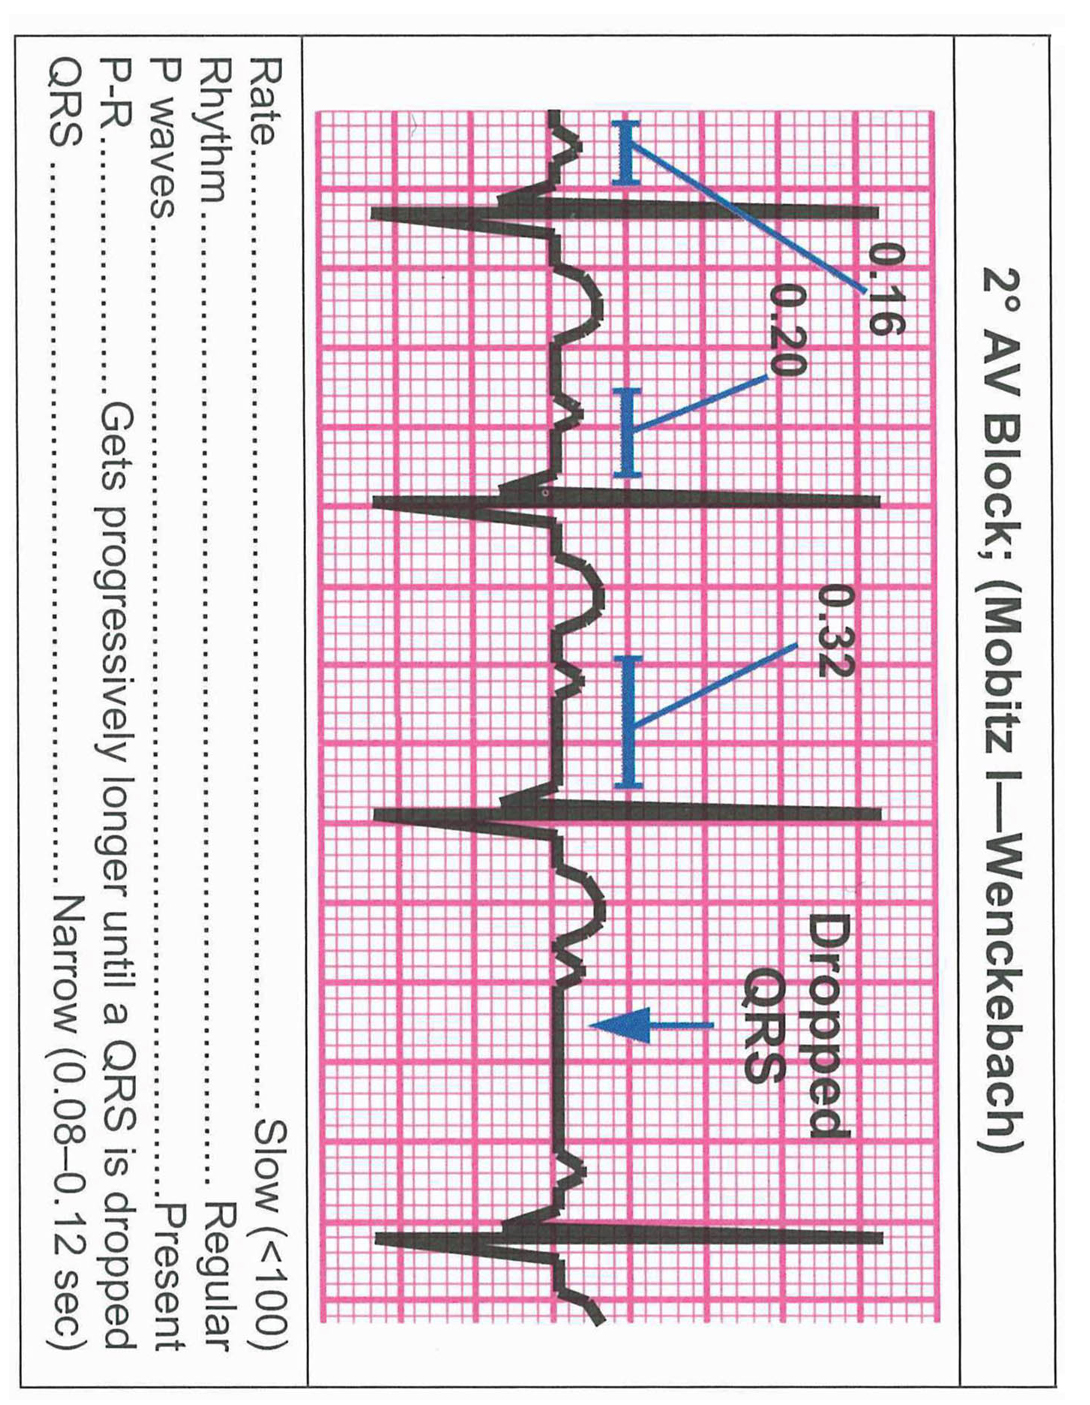 2° AV Block; (Mobitz I—Wenckebach)
0.16
0.20
0.32
Dropped
QRS
Rate..........................................................................Slow (<100)
Rhythm ........................................................................... Regular
P waves..........................................................................Present
P-R....................Gets progressively longer until a QRS is dropped
QRS .......................................................Narrow (0.08–0.12 sec)